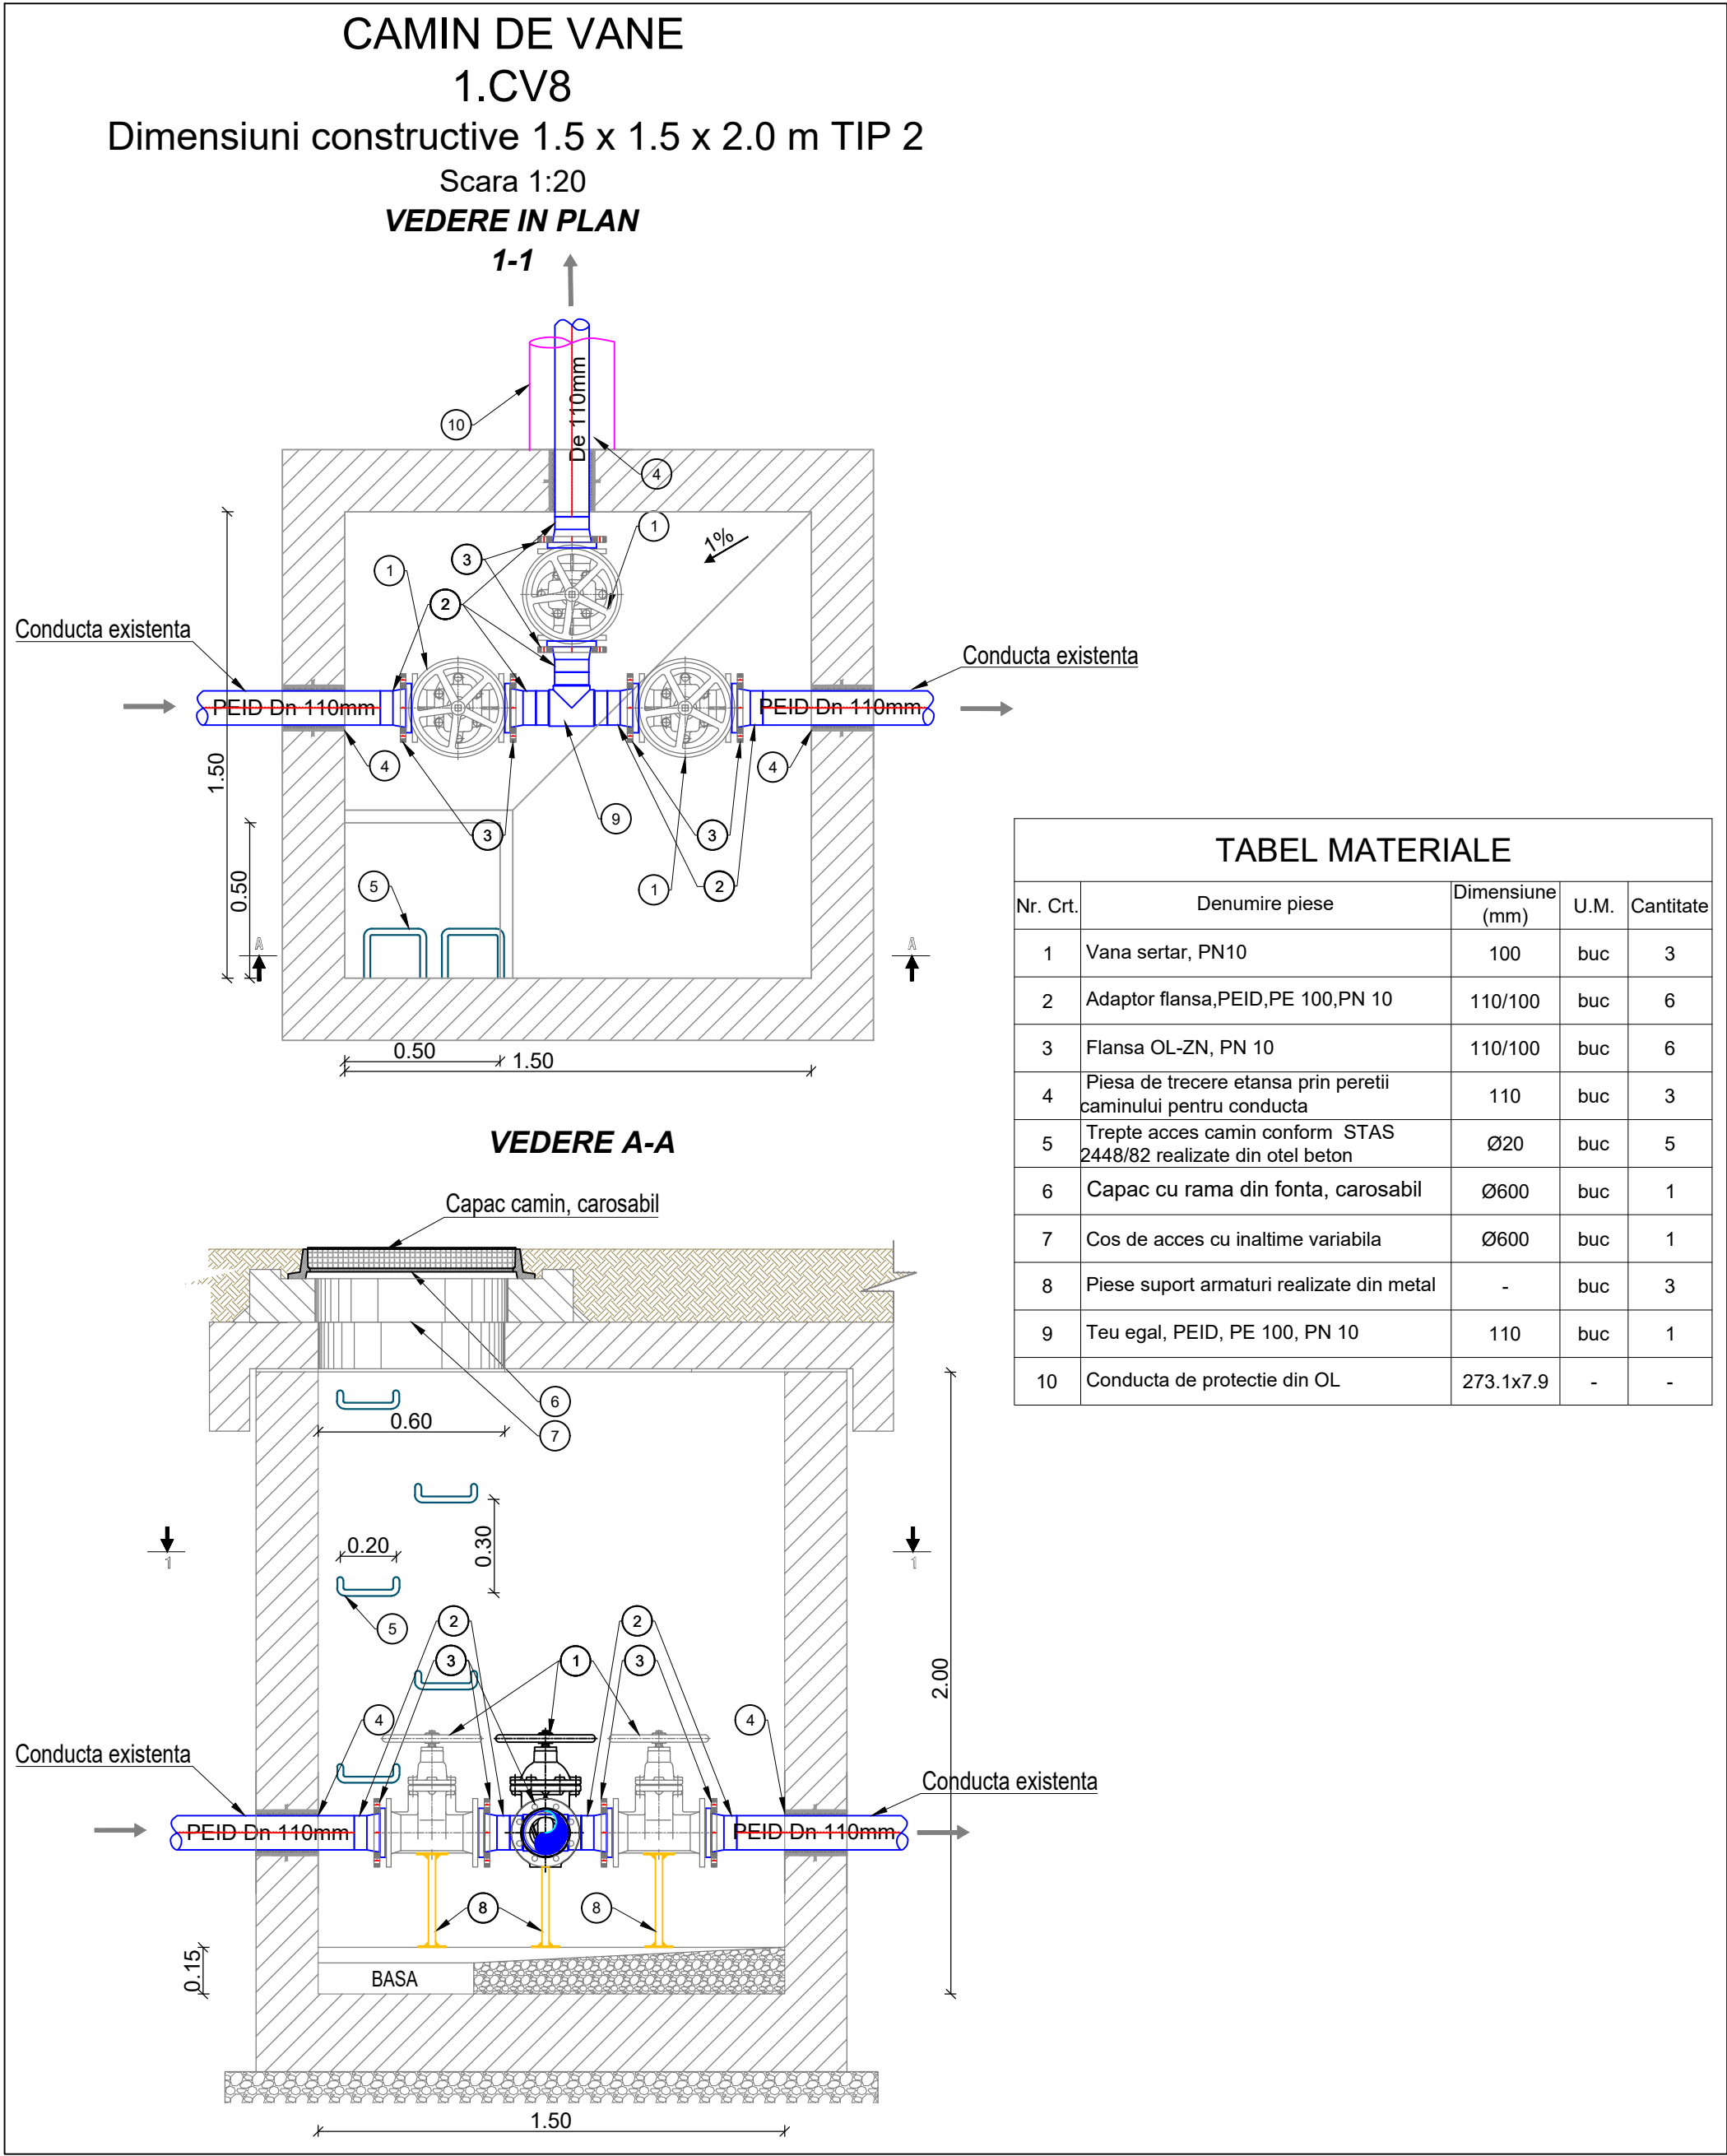 CAMIN DE VANE
1.CV8
Dimensiuni constructive 1.5 x 1.5 x 2.0 m TIP 2
Scara 1:20
VEDERE IN PLAN
1-1
De 110mm
10
4
1
1%
3
1
2
Conducta existenta
Conducta existenta
PEID Dn 110mm
PEID Dn 110mm
4
4
1.50
9
3
3
5
1
2
0.50
A
A
0.50
1.50
TABEL MATERIALE
Nr. Crt. Denumire piese Dimensiune (mm) U.M. Cantitate
1 Vana sertar, PN10 100 buc 3
2 Adaptor flansa,PEID,PE 100,PN 10 110/100 buc 6
3 Flansa OL-ZN, PN 10 110/100 buc 6
4 Piesa de trecere etansa prin peretii
caminului pentru conducta 110 buc 3
5 Trepte acces camin conform STAS
2448/82 realizate din otel beton Ø20 buc 5
6 Capac cu rama din fonta, carosabil Ø600 buc 1
7 Cos de acces cu inaltime variabila Ø600 buc 1
8 Piese suport armaturi realizate din metal - buc 3
9 Teu egal, PEID, PE 100, PN 10 110 buc 1
10 Conducta de protectie din OL 273.1x7.9 - -
VEDERE A-A
Capac camin, carosabil
6
0.60
7
0.30
0.20
1
1
5
2
2
3
1
3
2.00
4
4
Conducta existenta
Conducta existenta
PEID Dn 110mm
PEID Dn 110mm
8
8
0.15
BASA
1.50